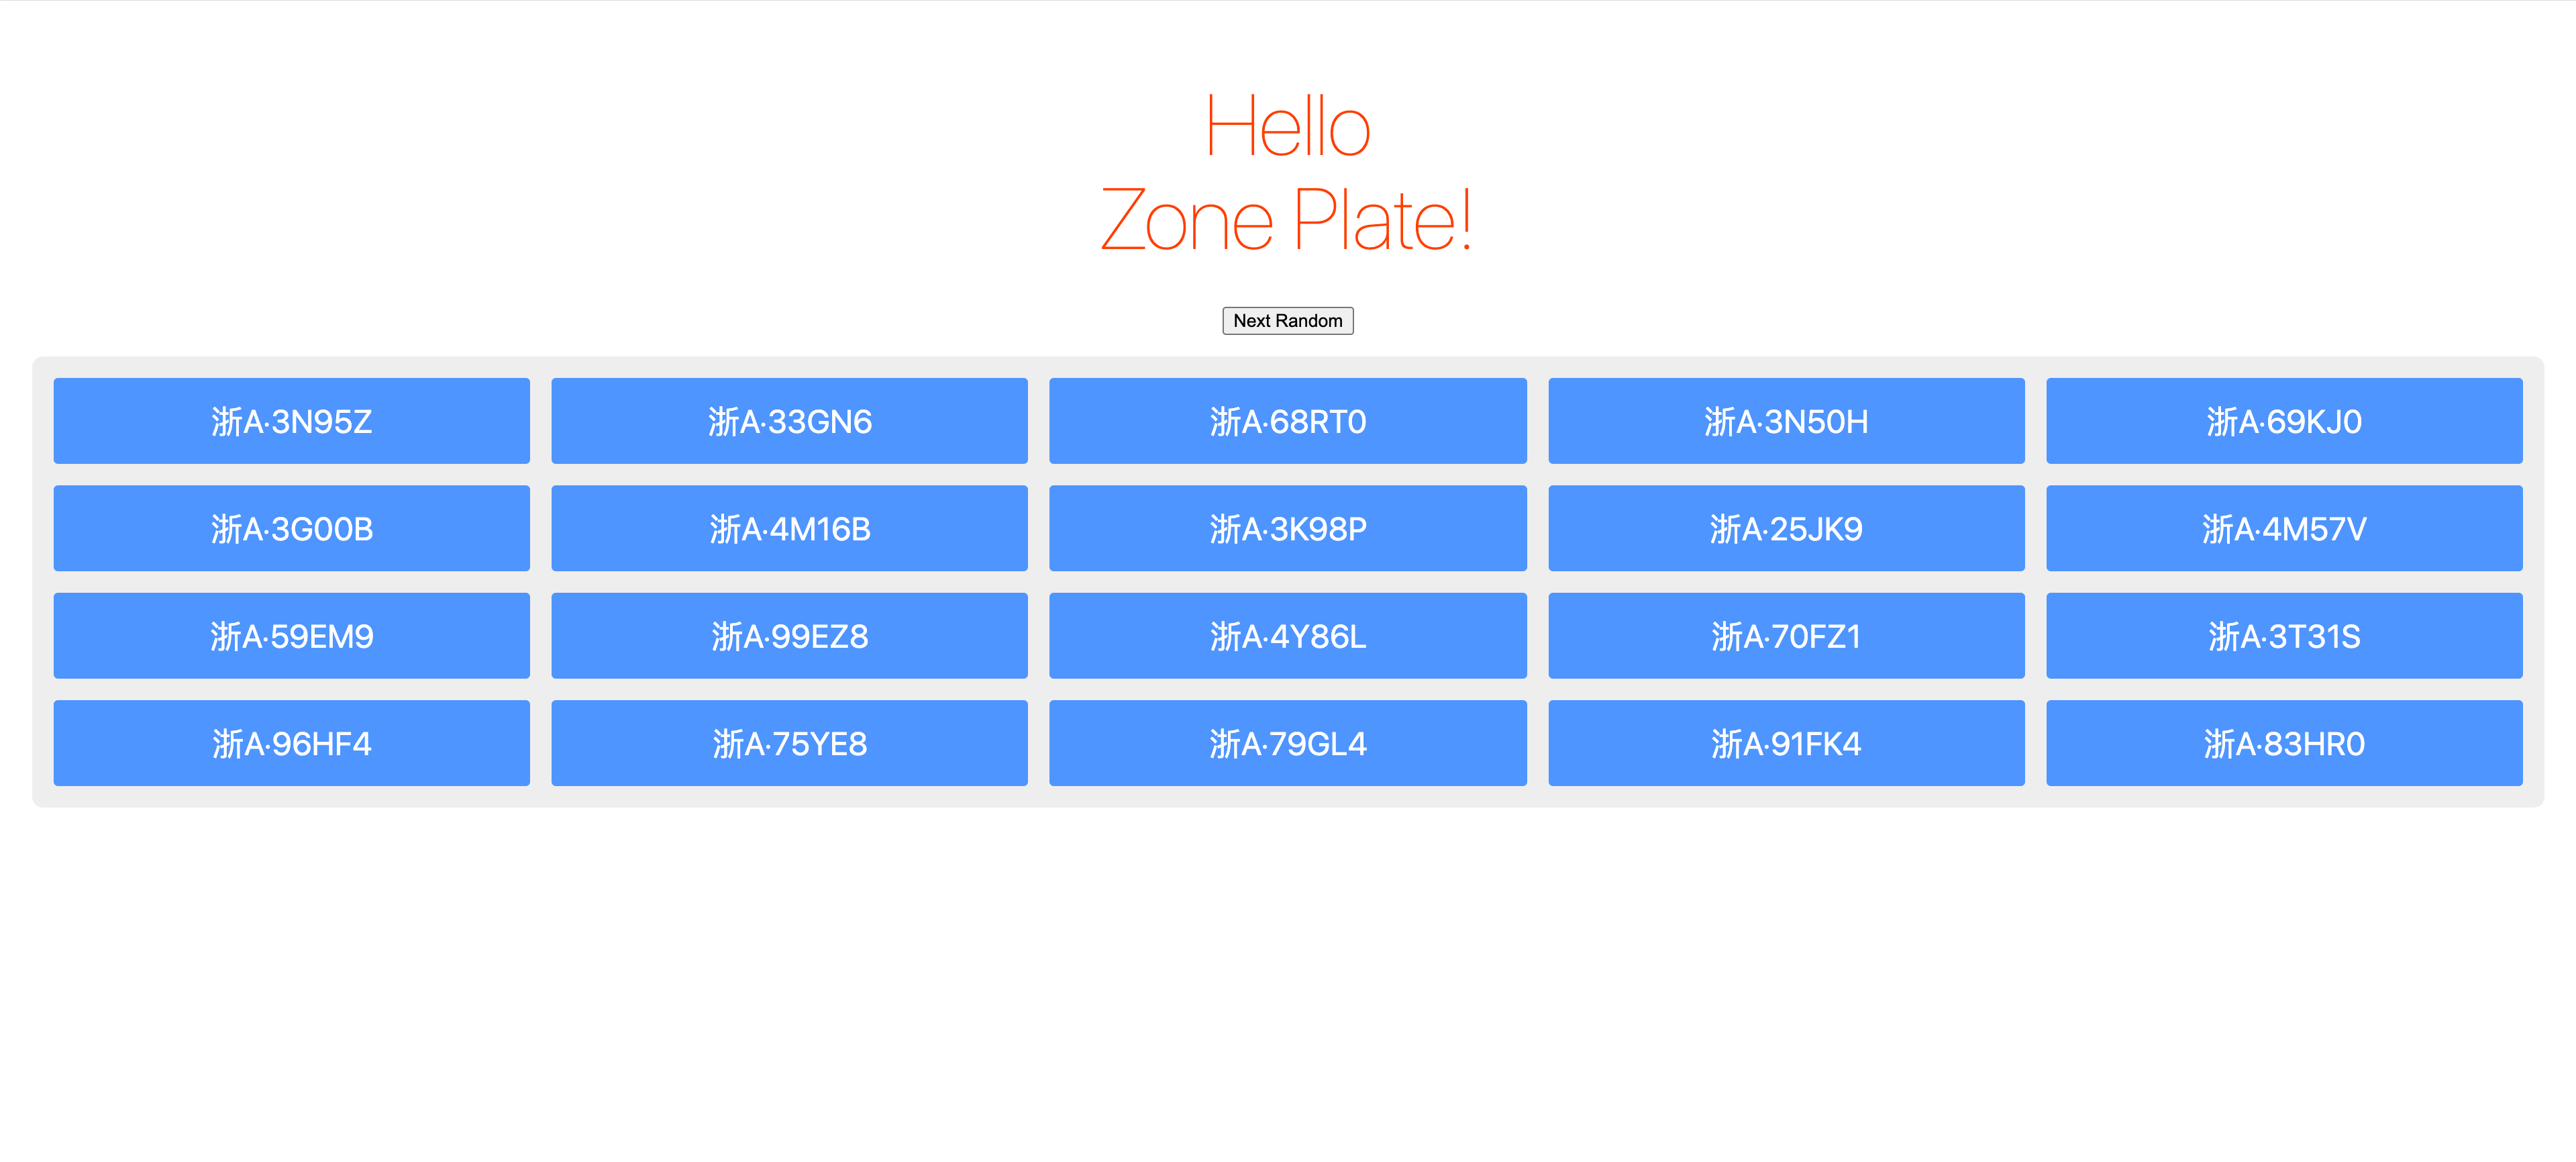 Hello
Zone Plate!
Next Random
浙A·3N95Z
浙A·33GN6
浙A·68RT0
浙A·3N50H
浙A·69KJ0
浙A·3G00B
浙A·4M16B
浙A·3K98P
浙A·25JK9
浙A·4M57V
浙A·59EM9
浙A·99EZ8
浙A·4Y86L
浙A·70FZ1
浙A·3T31S
浙A·96HF4
浙A·75YE8
浙A·79GL4
浙A·91FK4
浙A·83HR0